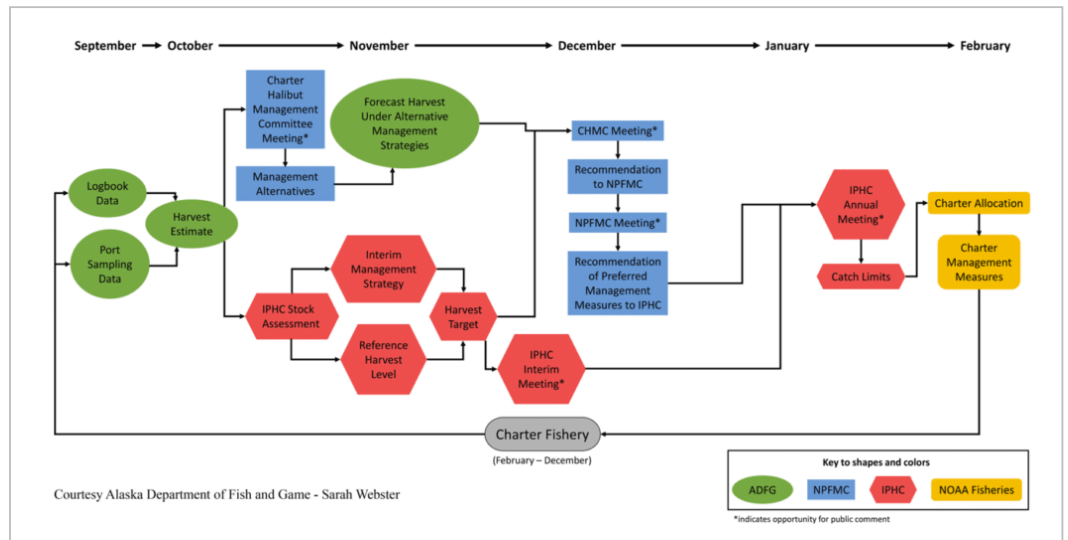 September
October
November
December
January
February
Charter
Halibut
Management
Committee
Meeting*
Management
Alternatives
Forecast Harvest
Under Alternative
Management
Strategies
CHMC Meeting*
Recommendation
to NPFMC
NPFMC Meeting*
Recommendation
of Preferred
Management
Measures to IPHC
Logbook
Data
Harvest
Estimate
Port
Sampling
Data
Interim
Management
Strategy
IPHC Stock
Assessment
Harvest
Target
Reference
Harvest
Level
IPHC
Interim
Meeting*
IPHC
Annual
Meeting*
Catch Limits
Charter Allocation
Charter
Management
Measures
Charter Fishery
(February – December)
Courtesy Alaska Department of Fish and Game - Sarah Webster
Key to shapes and colors
ADFG
NPFMC
IPHC
NOAA Fisheries
*indicates opportunity for public comment